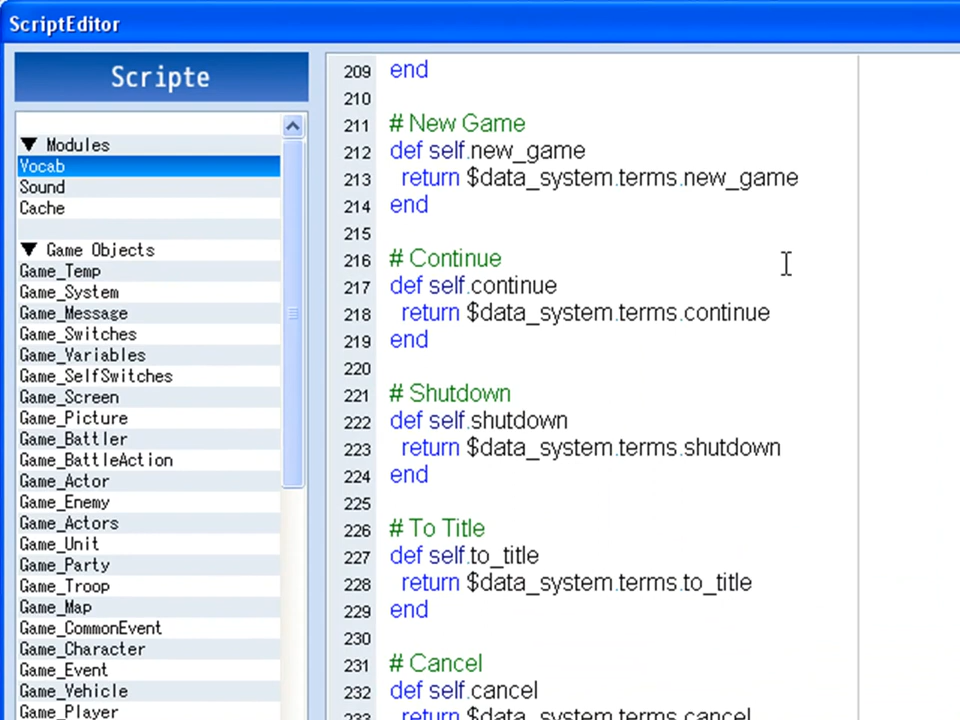 ScriptEditor
Scripte
▼ Modules
Vocab
Sound
Cache
▼ Game Objects
Game_Temp
Game_System
Game_Message
Game_Switches
Game_Variables
Game_SelfSwitches
Game_Screen
Game_Picture
Game_Battler
Game_BattleAction
Game_Actor
Game_Enemy
Game_Actors
Game_Unit
Game_Party
Game_Troop
Game_Map
Game_CommonEvent
Game_Character
Game_Event
Game_Vehicle
Game_Player
209 end
210
211 # New Game
212 def self.new_game
213 return $data_system.terms.new_game
214 end
215
216 # Continue
217 def self.continue
218 return $data_system.terms.continue
219 end
220
221 # Shutdown
222 def self.shutdown
223 return $data_system.terms.shutdown
224 end
225
226 # To Title
227 def self.to_title
228 return $data_system.terms.to_title
229 end
230
231 # Cancel
232 def self.cancel
233 return $data_system.terms.cancel